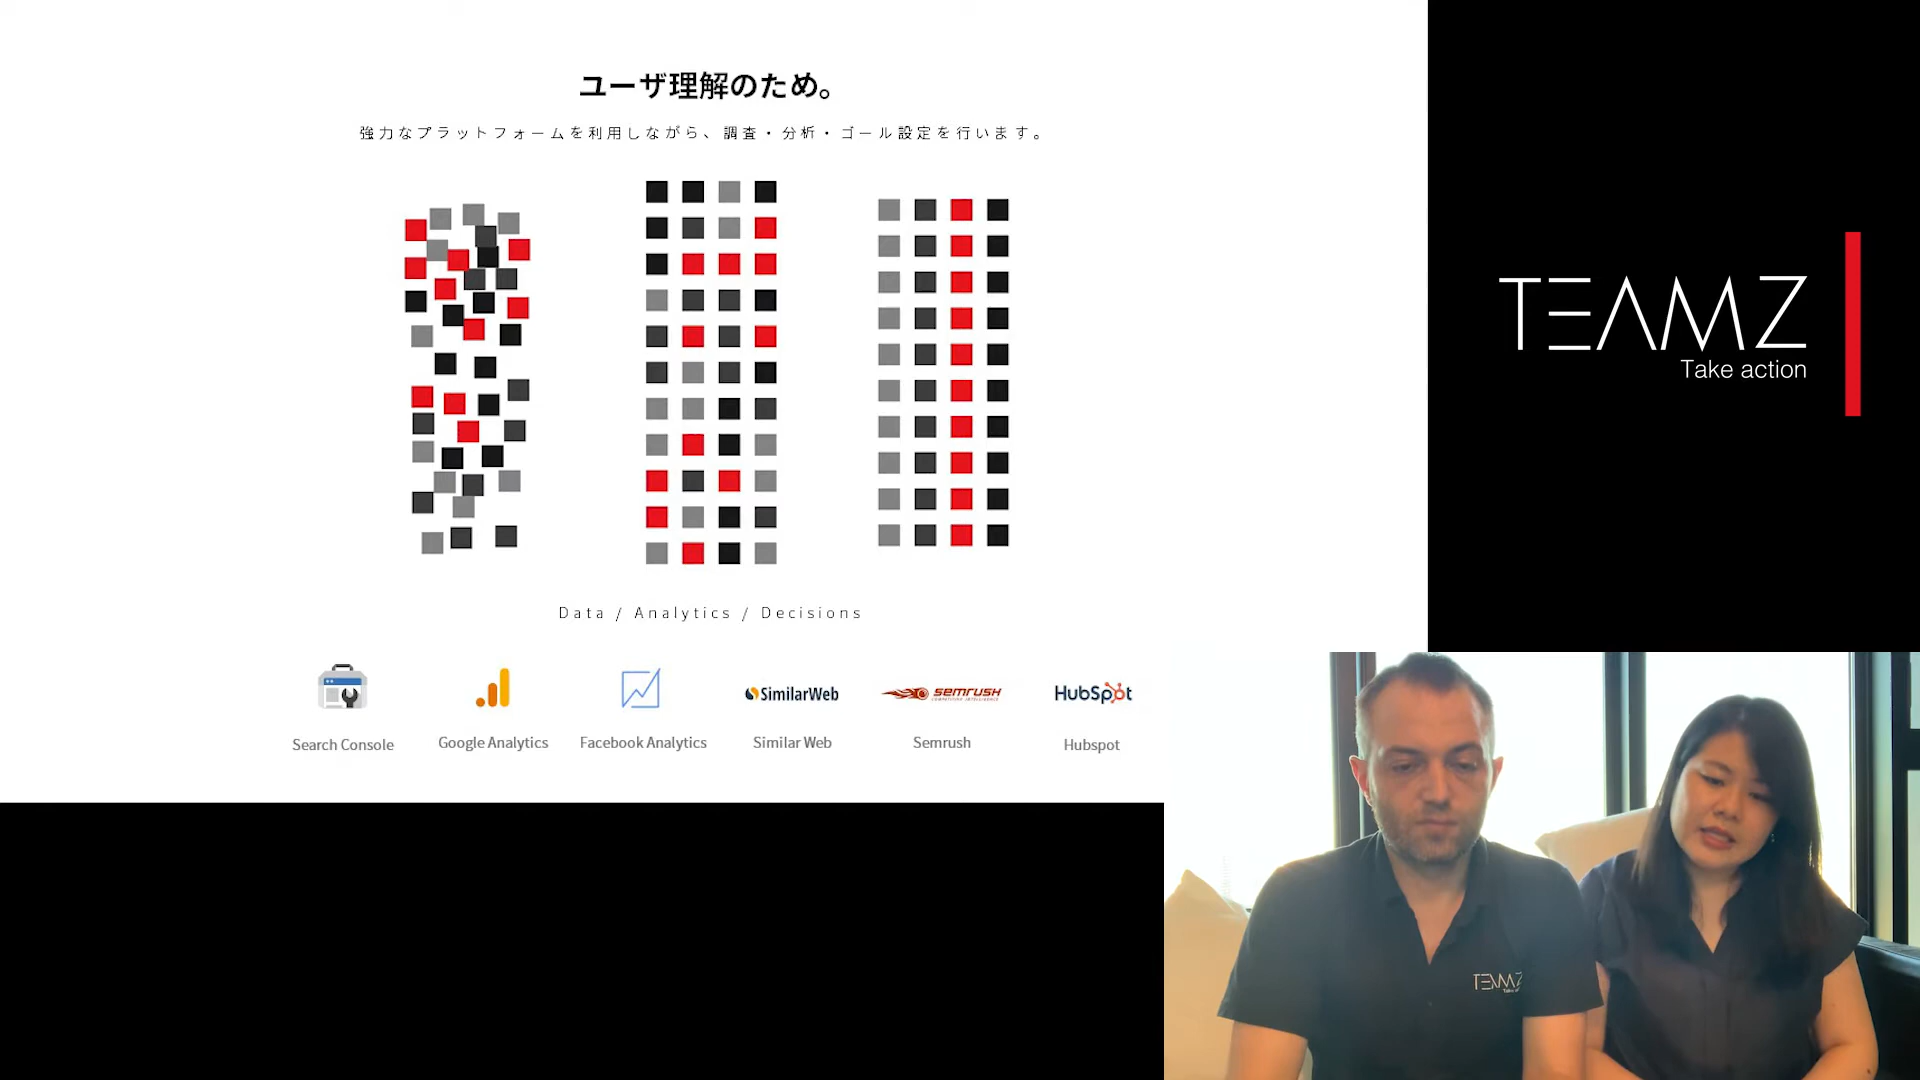 ユーザ理解のため。
強力なプラットフォームを利用しながら、調査・分析・ゴール設定を行います。
Data / Analytics / Decisions
SimilarWeb
SEMRUSH
HubSpot
Search Console
Google Analytics
Facebook Analytics
Similar Web
Semrush
Hubspot
TEAMZ
Take action
TEAMZ